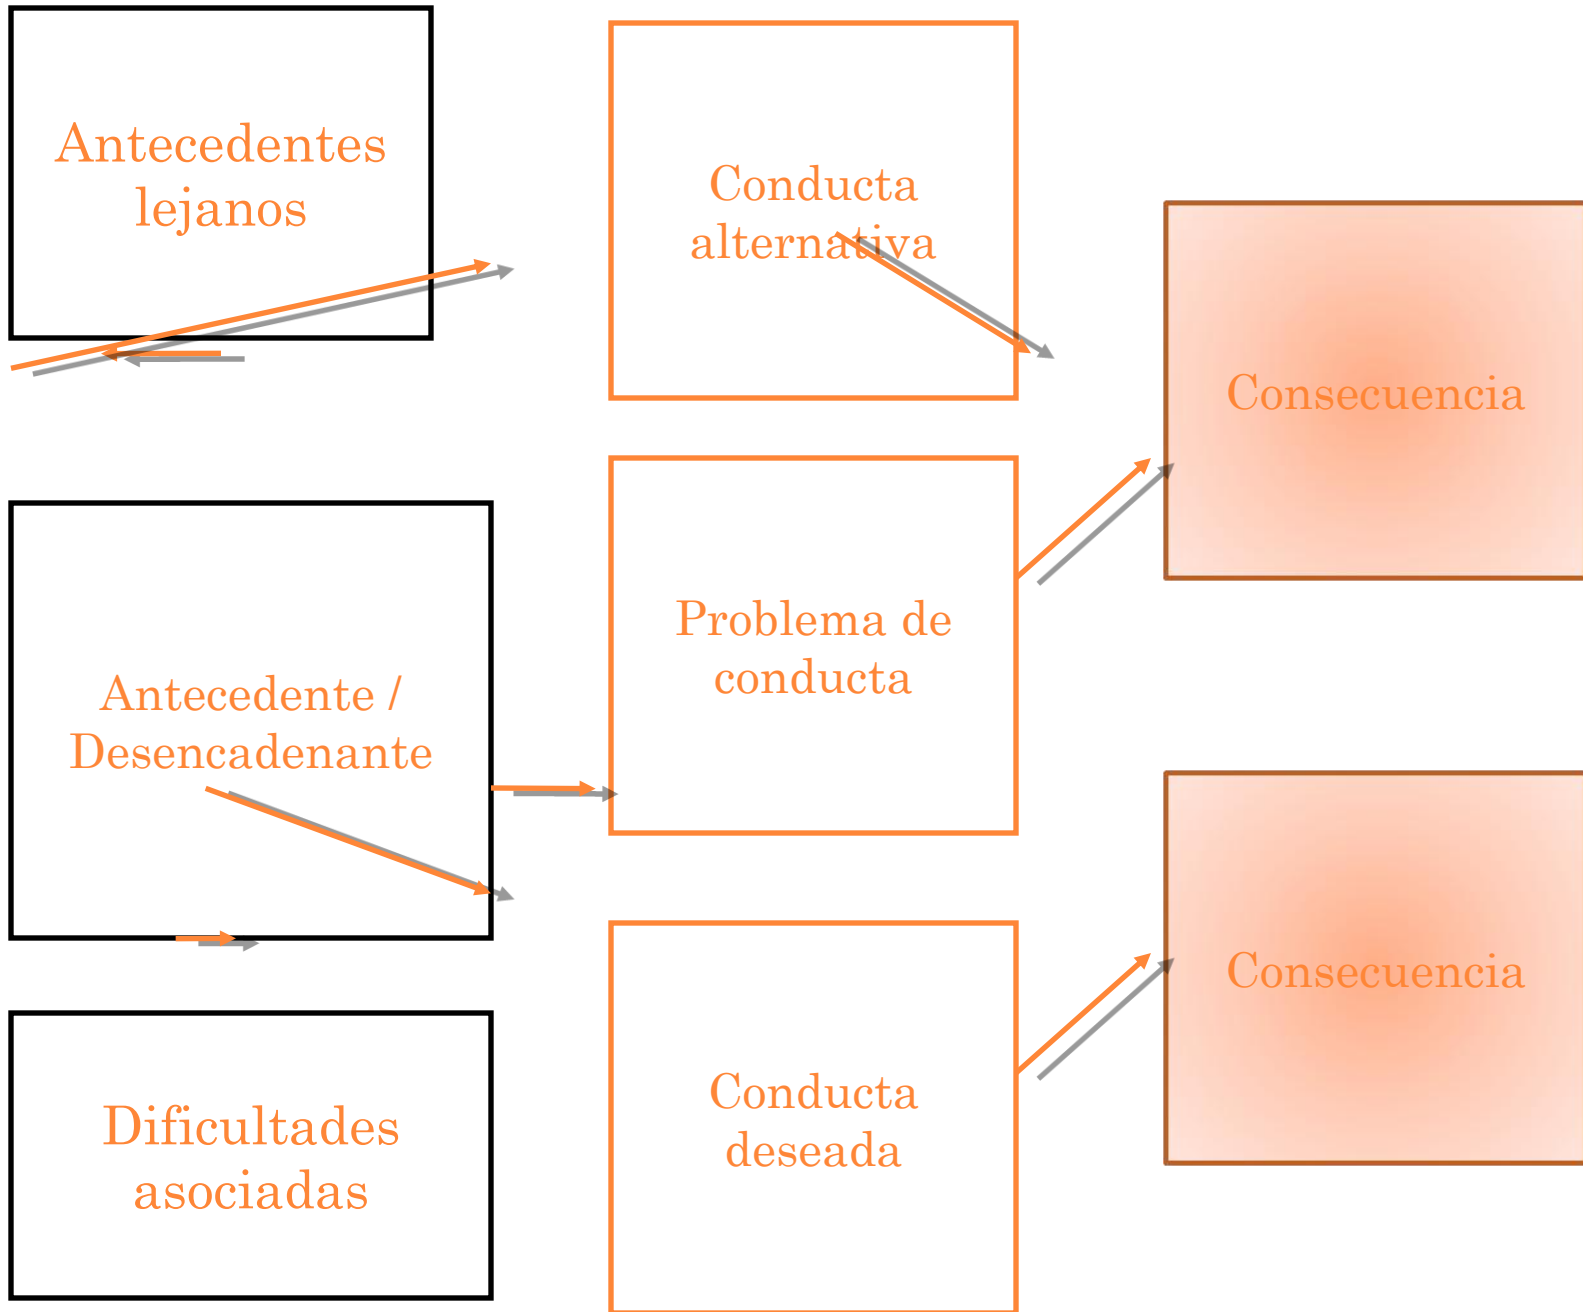 Antecedentes
lejanos
Antecedente /
Desencadenante
Dificultades
asociadas
Conducta
alternativa
Problema de
conducta
Conducta
deseada
Consecuencia
Consecuencia